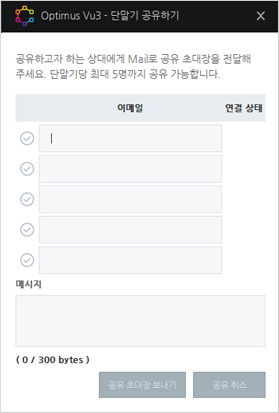 Optimus Vu3 - 단말기 공유하기
공유하고자 하는 상대에게 Mail로 공유 초대장을 전달해
주세요. 단말기당 최대 5명까지 공유 가능합니다.
이메일 연결 상태
메시지
( 0 / 300 bytes )
공유 초대장 보내기 공유 취소